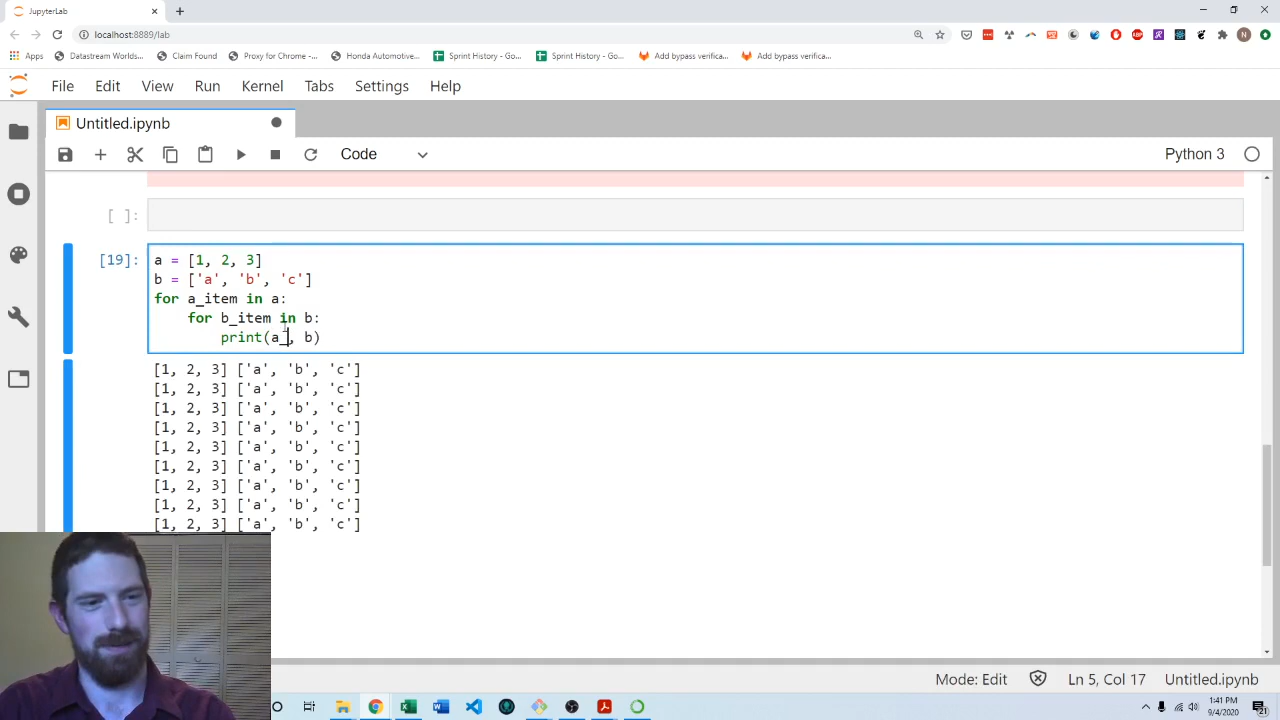 JupyterLab
localhost:8889/lab
Apps Datastream Words... Claim Found Proxy for Chrome -... Honda Automotive... Sprint History - Go... Sprint History - Go... Add bypass verifica... Add bypass verifica...
File Edit View Run Kernel Tabs Settings Help
Untitled.ipynb
Code Python 3
[ ]:
[19]: a = [1, 2, 3]
b = ['a', 'b', 'c']
for a_item in a:
for b_item in b:
print(a_, b)
[1, 2, 3] ['a', 'b', 'c']
[1, 2, 3] ['a', 'b', 'c']
[1, 2, 3] ['a', 'b', 'c']
[1, 2, 3] ['a', 'b', 'c']
[1, 2, 3] ['a', 'b', 'c']
[1, 2, 3] ['a', 'b', 'c']
[1, 2, 3] ['a', 'b', 'c']
[1, 2, 3] ['a', 'b', 'c']
[1, 2, 3] ['a', 'b', 'c']
Mode: Edit Ln 5, Col 17 Untitled.ipynb
1:41 PM
9/4/2020